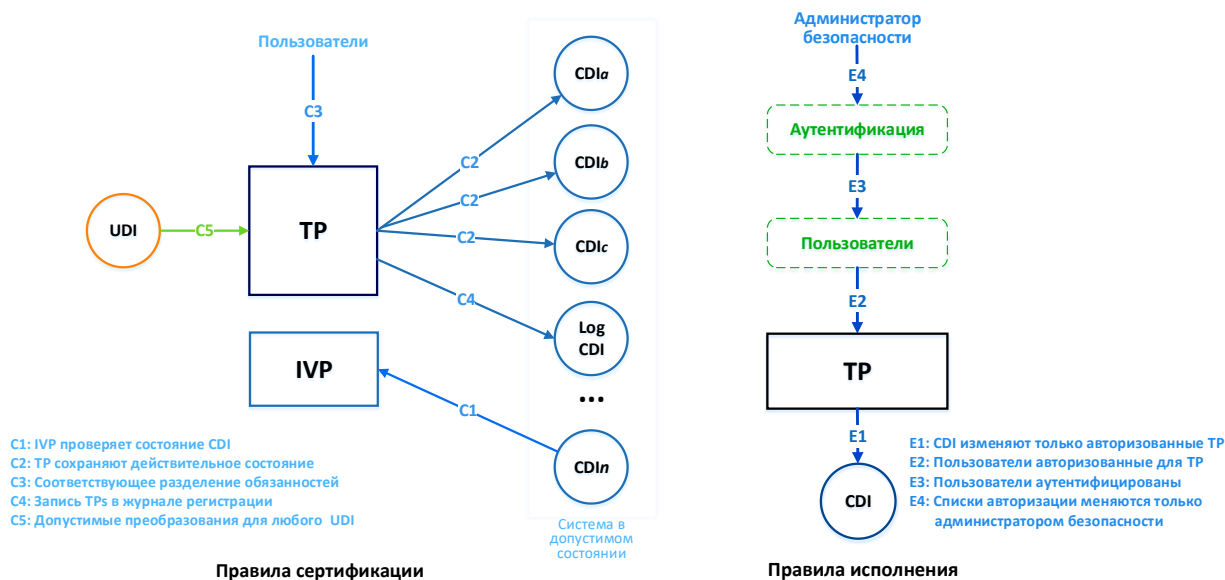 Пользователи
C3
UDI
C5
TP
C2
C2
C2
C4
CDIa
CDIb
CDIc
Log
CDI
...
IVP
C1
CDIn
C1: IVP проверяет состояние CDI
C2: TP сохраняют действительное состояние
C3: Соответствующее разделение обязанностей
C4: Запись TPs в журнале регистрации
C5: Допустимые преобразования для любого UDI
Система в
допустимом
состоянии
Правила сертификации
Администратор
безопасности
E4
Аутентификация
E3
Пользователи
E2
TP
E1
CDI
E1: CDI изменяют только авторизованные TP
E2: Пользователи авторизованные для TP
E3: Пользователи аутентифицированы
E4: Списки авторизации меняются только
администратором безопасности
Правила исполнения